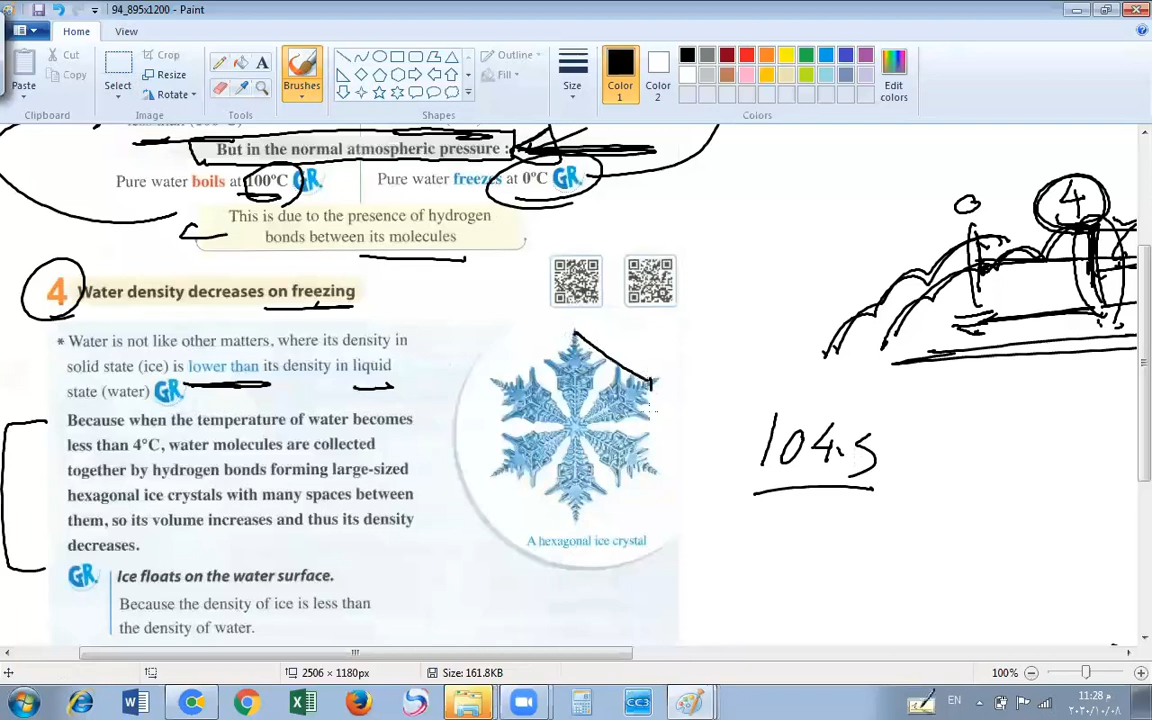 94_895x1200 - Paint
Home View
Paste
Cut
Copy
Clipboard
Select
Crop
Resize
Rotate
Image
A
Tools
Brushes
Outline
Fill
Shapes
Size
Color 1
Color 2
Edit colors
Colors
But in the normal atmospheric pressure :
Pure water boils at 100°C GR.
Pure water freezes at 0°C GR.
This is due to the presence of hydrogen
bonds between its molecules
0
4
4 Water density decreases on freezing
* Water is not like other matters, where its density in
solid state (ice) is lower than its density in liquid
state (water) GR.
Because when the temperature of water becomes
less than 4°C, water molecules are collected
together by hydrogen bonds forming large-sized
hexagonal ice crystals with many spaces between
them, so its volume increases and thus its density
decreases.
A hexagonal ice crystal
104.5
GR. Ice floats on the water surface.
Because the density of ice is less than
the density of water.
2506 × 1180px
Size: 161.8KB
100%
CC3
EN
11:28 م
٢٠٢٠/١٠/٠٨